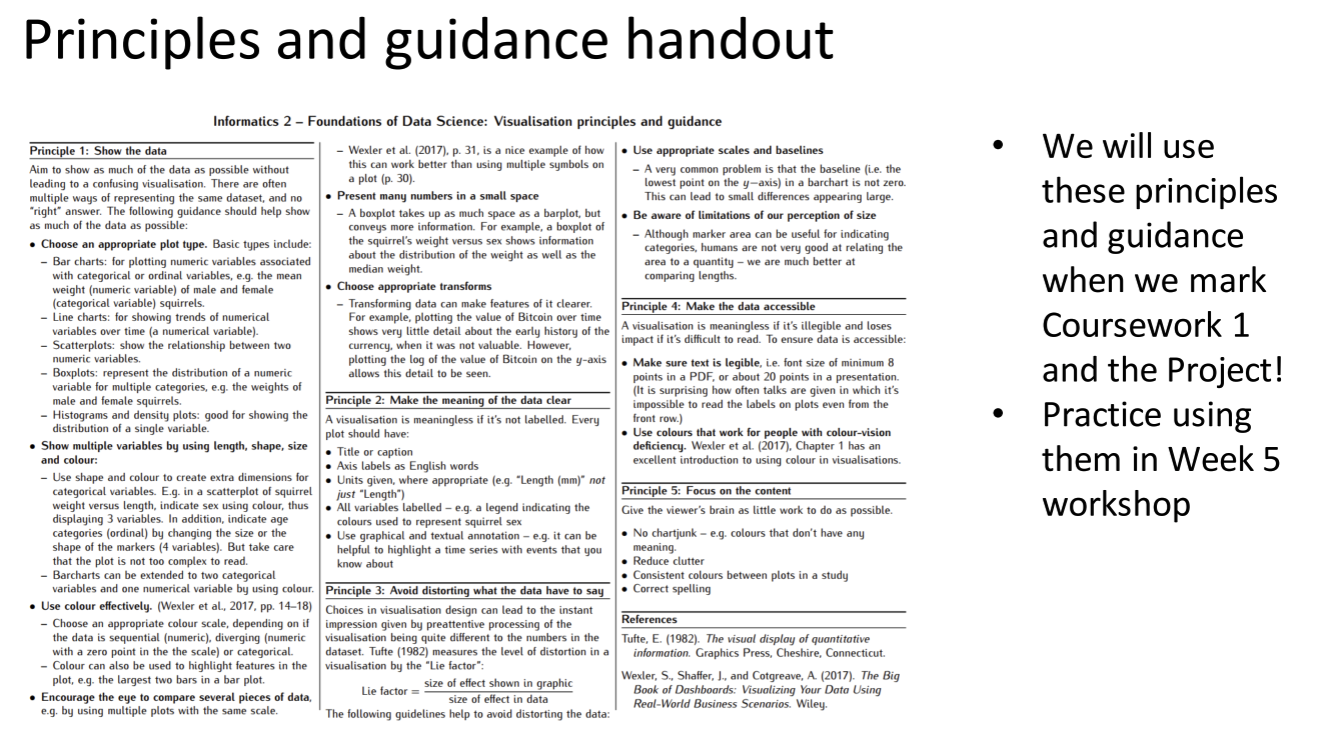 Principles and guidance handout
Informatics 2 – Foundations of Data Science: Visualisation principles and guidance
Principle 1: Show the data
Aim to show as much of the data as possible without
leading to a confusing visualisation. There are often
multiple ways of representing the same dataset, and no
"right" answer. The following guidance should help show
as much of the data as possible:
• Choose an appropriate plot type. Basic types include:
– Bar charts: for plotting numeric variables associated
with categorical or ordinal variables, e.g. the mean
weight (numeric variable) of male and female
(categorical variable) squirrels.
– Line charts: for showing trends of numerical
variables over time (a numerical variable).
– Scatterplots: show the relationship between two
numeric variables.
– Boxplots: represent the distribution of a numeric
variable for multiple categories, e.g. the weights of
male and female squirrels.
– Histograms and density plots: good for showing the
distribution of a single variable.
• Show multiple variables by using length, shape, size
and colour:
– Use shape and colour to create extra dimensions for
categorical variables. E.g. in a scatterplot of squirrel
weight versus length, indicate sex using colour, thus
displaying 3 variables. In addition, indicate age
categories (ordinal) by changing the size or the
shape of the markers (4 variables). But take care
that the plot is not too complex to read.
– Barcharts can be extended to two categorical
variables and one numerical variable by using colour.
• Use colour effectively. (Wexler et al., 2017, pp. 14–18)
– Choose an appropriate colour scale, depending on if
the data is sequential (numeric), diverging (numeric
with a zero point in the the scale) or categorical.
– Colour can also be used to highlight features in the
plot, e.g. the largest two bars in a bar plot.
• Encourage the eye to compare several pieces of data,
e.g. by using multiple plots with the same scale.
– Wexler et al. (2017), p. 31, is a nice example of how
this can work better than using multiple symbols on
a plot (p. 30).
• Present many numbers in a small space
– A boxplot takes up as much space as a barplot, but
conveys more information. For example, a boxplot of
the squirrel's weight versus sex shows information
about the distribution of the weight as well as the
median weight.
• Choose appropriate transforms
– Transforming data can make features of it clearer.
For example, plotting the value of Bitcoin over time
shows very little detail about the early history of the
currency, when it was not valuable. However,
plotting the log of the value of Bitcoin on the y-axis
allows this detail to be seen.
Principle 2: Make the meaning of the data clear
A visualisation is meaningless if it's not labelled. Every
plot should have:
• Title or caption
• Axis labels as English words
• Units given, where appropriate (e.g. "Length (mm)" not
just "Length")
• All variables labelled – e.g. a legend indicating the
colours used to represent squirrel sex
• Use graphical and textual annotation – e.g. it can be
helpful to highlight a time series with events that you
know about
Principle 3: Avoid distorting what the data have to say
Choices in visualisation design can lead to the instant
impression given by preattentive processing of the
visualisation being quite different to the numbers in the
dataset. Tufte (1982) measures the level of distortion in a
visualisation by the "Lie factor":
Lie factor = size of effect shown in graphic
size of effect in data
The following guidelines help to avoid distorting the data:
• Use appropriate scales and baselines
– A very common problem is that the baseline (i.e. the
lowest point on the y–axis) in a barchart is not zero.
This can lead to small differences appearing large.
• Be aware of limitations of our perception of size
– Although marker area can be useful for indicating
categories, humans are not very good at relating the
area to a quantity – we are much better at
comparing lengths.
Principle 4: Make the data accessible
A visualisation is meaningless if it's illegible and loses
impact if it's difficult to read. To ensure data is accessible:
• Make sure text is legible, i.e. font size of minimum 8
points in a PDF, or about 20 points in a presentation.
(It is surprising how often talks are given in which it's
impossible to read the labels on plots even from the
front row.)
• Use colours that work for people with colour-vision
deficiency. Wexler et al. (2017), Chapter 1 has an
excellent introduction to using colour in visualisations.
Principle 5: Focus on the content
Give the viewer's brain as little work to do as possible.
• No chartjunk – e.g. colours that don't have any
meaning.
• Reduce clutter
• Consistent colours between plots in a study
• Correct spelling
References
Tufte, E. (1982). The visual display of quantitative
information. Graphics Press, Cheshire, Connecticut.
Wexler, S., Shaffer, J., and Cotgreave, A. (2017). The Big
Book of Dashboards: Visualizing Your Data Using
Real-World Business Scenarios. Wiley.
• We will use
these principles
and guidance
when we mark
Coursework 1
and the Project!
• Practice using
them in Week 5
workshop